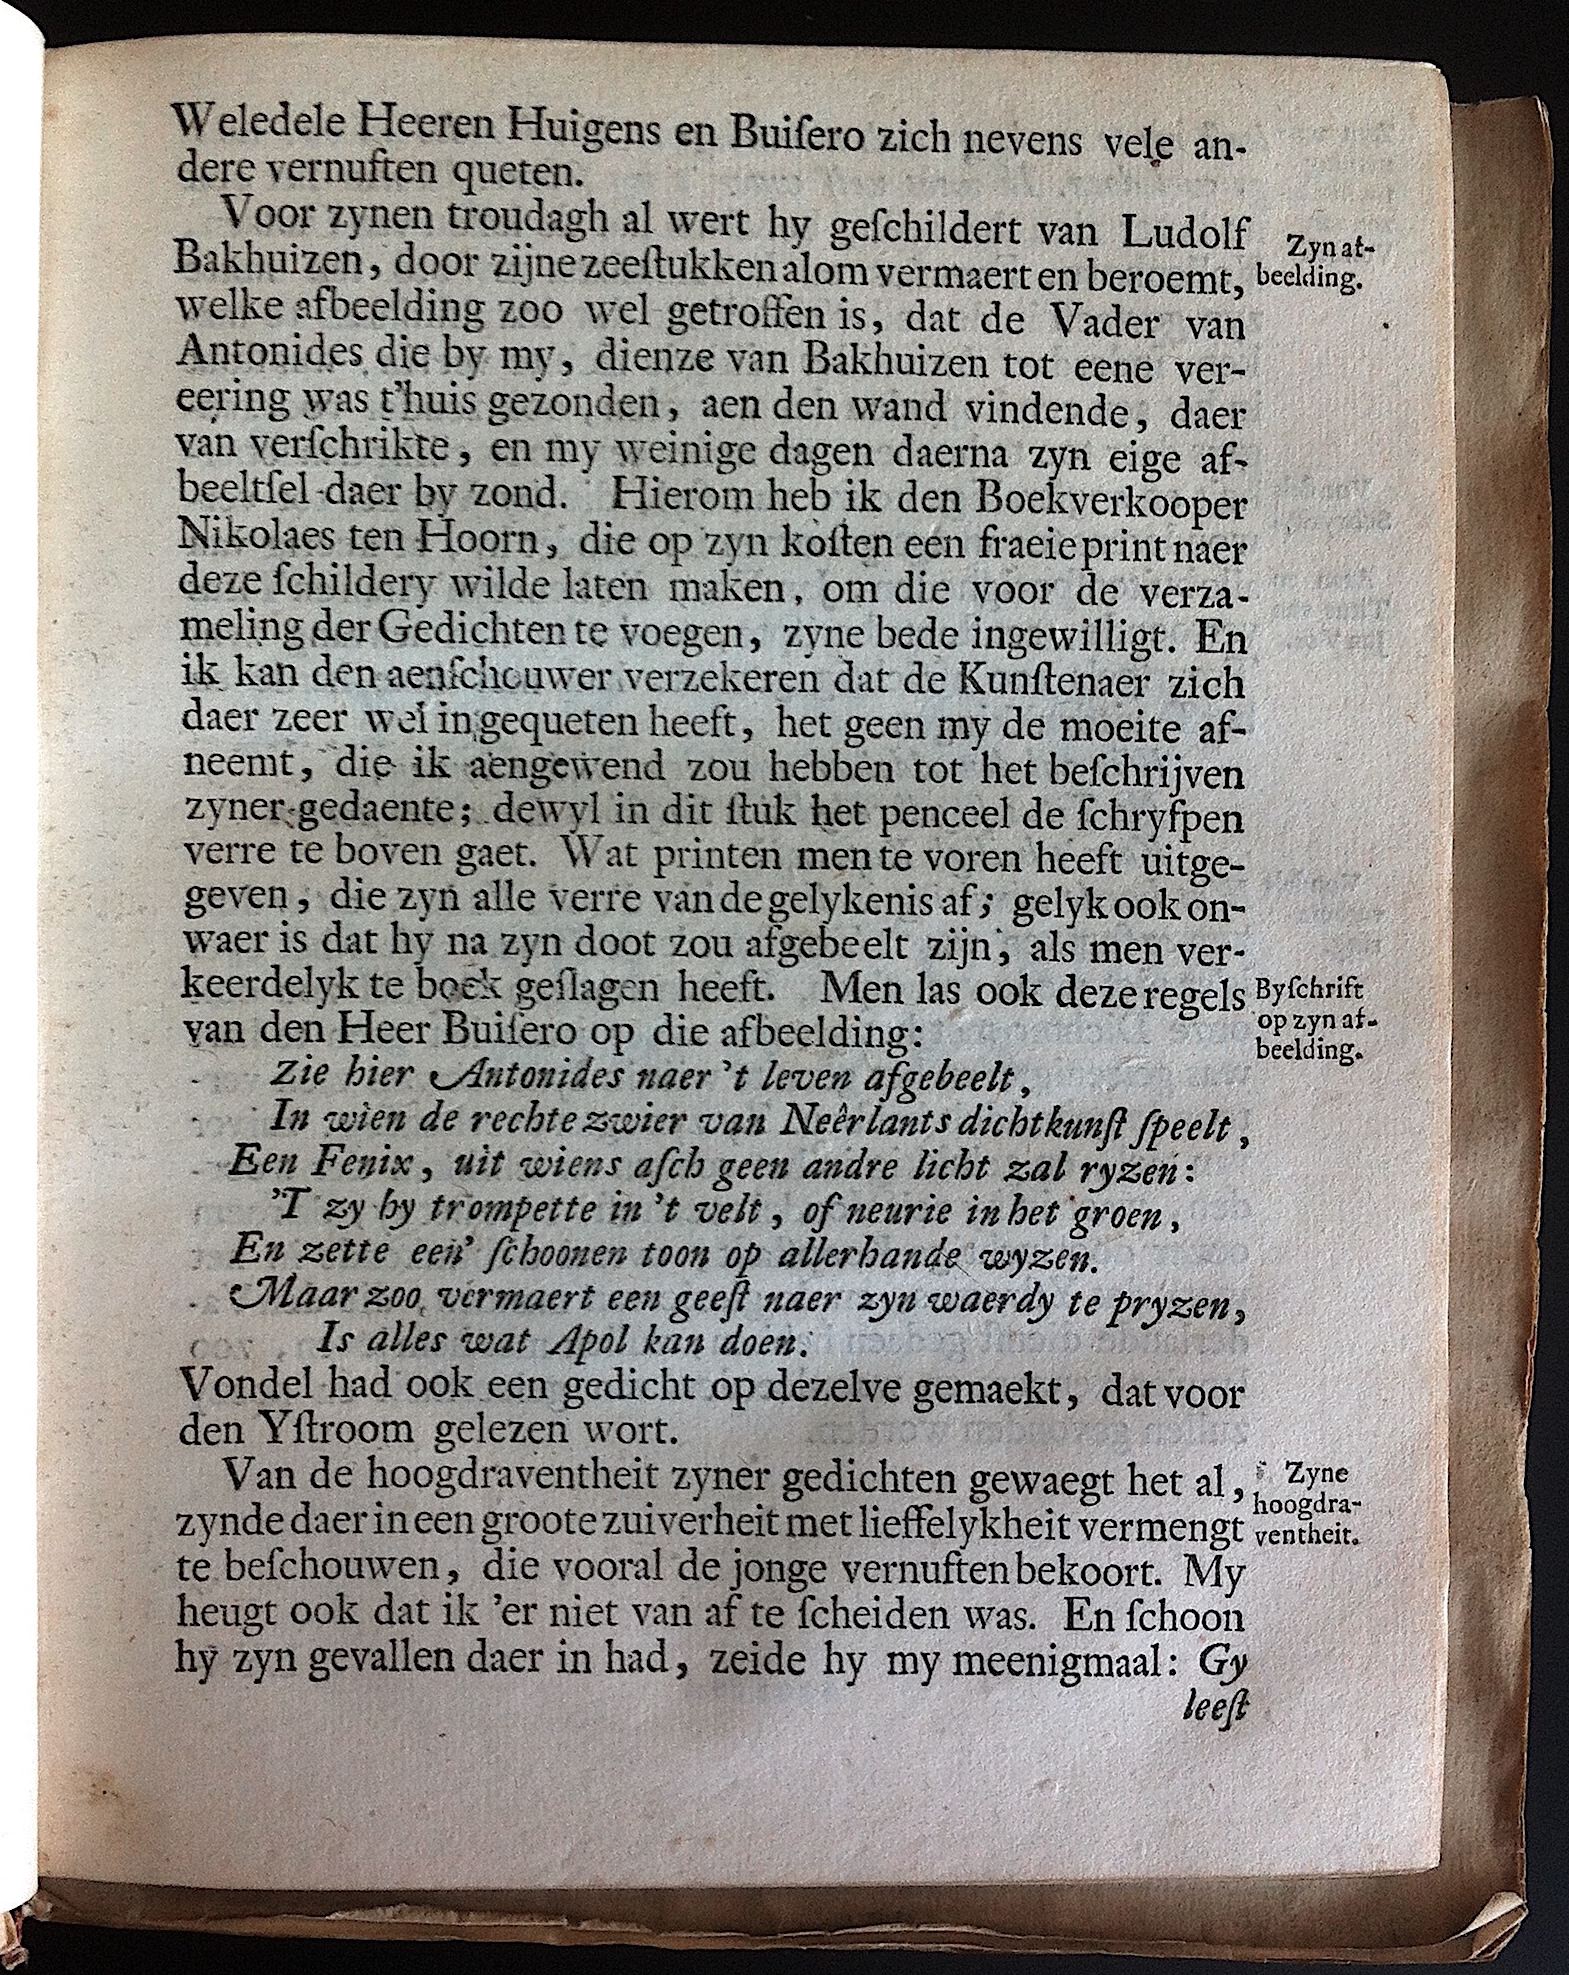 Weledele Heeren Huigens en Buiſero zich nevens vele an-
dere vernuften queten.
Voor zynen troudagh al wert hy geſchildert van Ludolf
Zyn af-
beelding.
Bakhuizen, door zijne zeeſtukken alom vermaert en beroemt,
welke afbeelding zoo wel getroffen is, dat de Vader van
Antonides die by my, dienze van Bakhuizen tot eene ver-
eering was t'huis gezonden, aen den wand vindende, daer
van verſchrikte, en my weinige dagen daerna zyn eige af-
beeltſel daer by zond. Hierom heb ik den Boekverkooper
Nikolaes ten Hoorn, die op zyn koſten een fraeie print naer
deze ſchildery wilde laten maken, om die voor de verza-
meling der Gedichten te voegen, zyne bede ingewilligt. En
ik kan den aenſchouwer verzekeren dat de Kunſtenaer zich
daer zeer wel in gequeten heeft, het geen my de moeite af-
neemt, die ik aengewend zou hebben tot het beſchrijven
zyner gedaente; dewyl in dit ſtuk het penceel de ſchryfpen
verre te boven gaet. Wat printen men te voren heeft uitge-
geven, die zyn alle verre van de gelykenis af; gelyk ook on-
waer is dat hy na zyn doot zou afgebeelt zijn, als men ver-
keerdelyk te boek geſlagen heeft. Men las ook deze regels
Byſchrift
op zyn af-
beelding.
van den Heer Buiſero op die afbeelding:
Zie hier Antonides naer 't leven afgebeelt,
In wien de rechte zwier van Neêrlants dichtkunſt ſpeelt,
Een Fenix, uit wiens aſch geen andre licht zal ryzen:
'T zy hy trompette in 't velt, of neurie in het groen,
En zette een' ſchoonen toon op allerhande wyzen.
Maar zoo vermaert een geeſt naer zyn waerdy te pryzen,
Is alles wat Apol kan doen.
Vondel had ook een gedicht op dezelve gemaekt, dat voor
den Yſtroom gelezen wort.
Van de hoogdraventheit zyner gedichten gewaegt het al,
Zyne
hoogdra-
ventheit.
zynde daer in een groote zuiverheit met lieffelykheit vermengt
te beſchouwen, die vooral de jonge vernuften bekoort. My
heugt ook dat ik 'er niet van af te ſcheiden was. En ſchoon
hy zyn gevallen daer in had, zeide hy my meenigmaal: Gy
leeſt